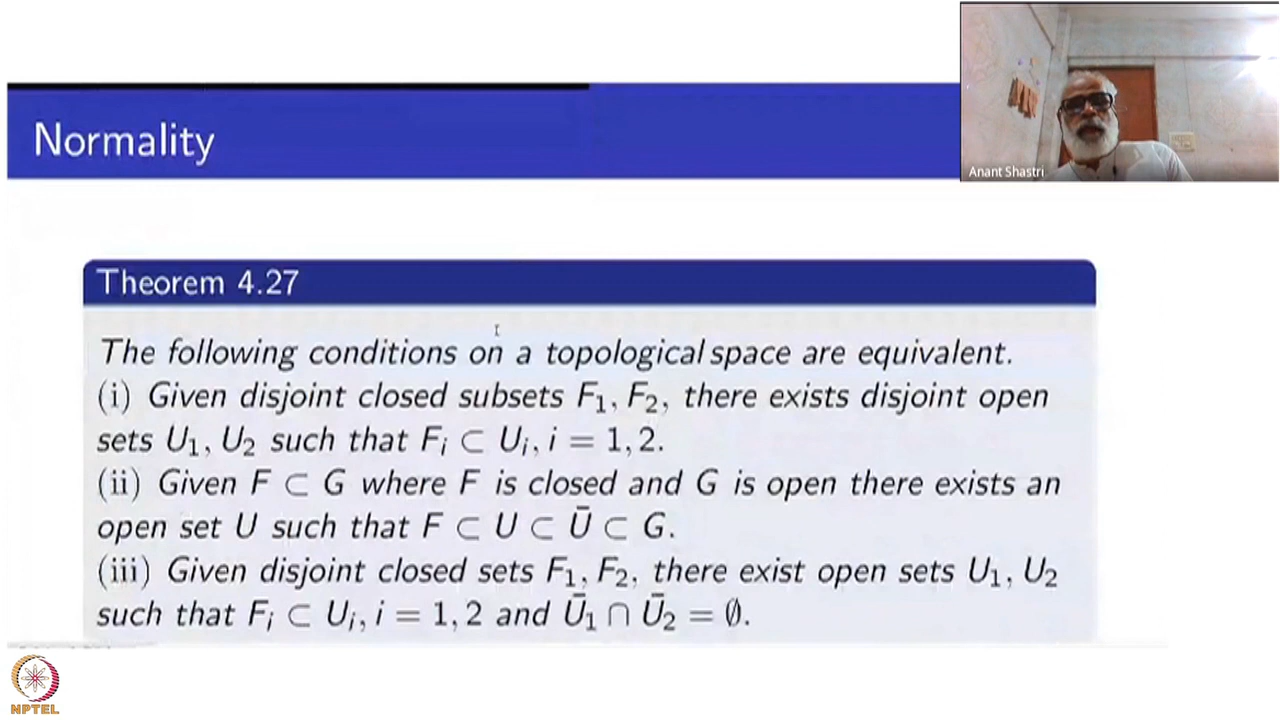 Normality
Anant Shastri
Theorem 4.27
The following conditions on a topological space are equivalent.
(i) Given disjoint closed subsets F₁, F₂, there exists disjoint open
sets U₁, U₂ such that Fᵢ ⊂ Uᵢ, i = 1, 2.
(ii) Given F ⊂ G where F is closed and G is open there exists an
open set U such that F ⊂ U ⊂ Ū ⊂ G.
(iii) Given disjoint closed sets F₁, F₂, there exist open sets U₁, U₂
such that Fᵢ ⊂ Uᵢ, i = 1, 2 and Ū₁ ∩ Ū₂ = ∅.
NPTEL